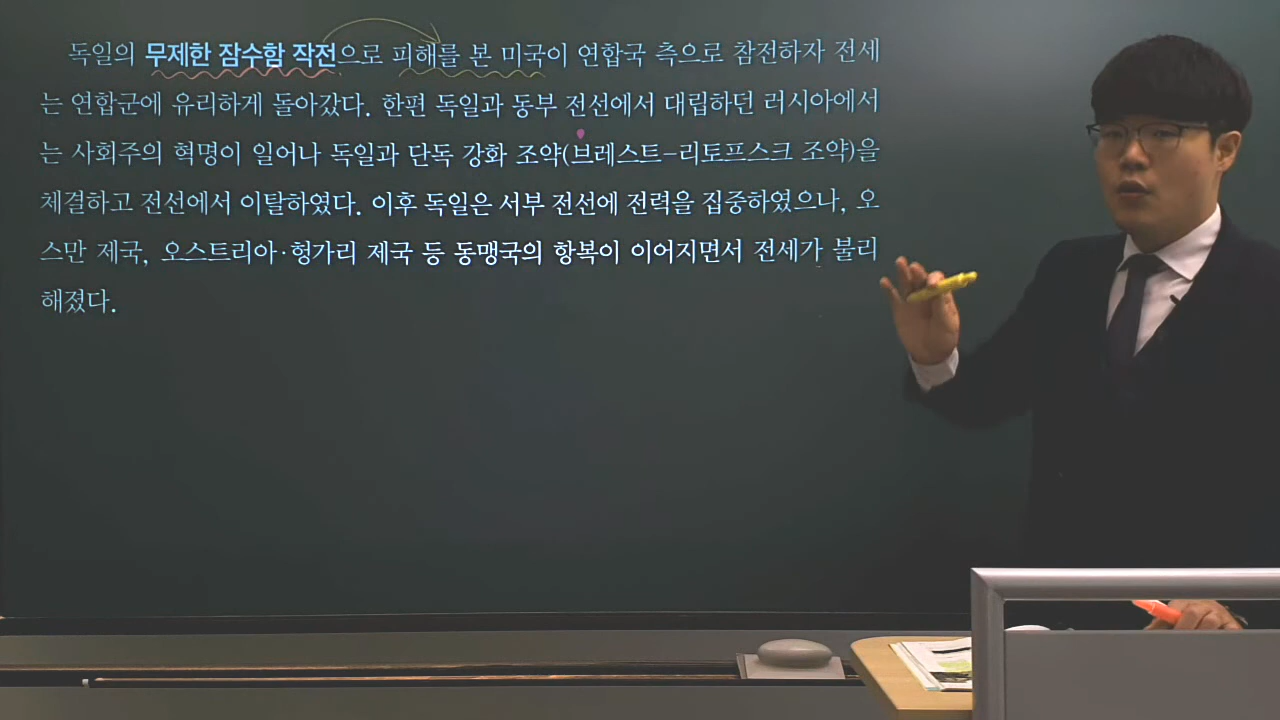 독일의 무제한 잠수함 작전으로 피해를 본 미국이 연합국 측으로 참전하자 전세
는 연합군에 유리하게 돌아갔다. 한편 독일과 동부 전선에서 대립하던 러시아에서
는 사회주의 혁명이 일어나 독일과 단독 강화 조약(브레스트-리토프스크 조약)을
체결하고 전선에서 이탈하였다. 이후 독일은 서부 전선에 전력을 집중하였으나, 오
스만 제국, 오스트리아·헝가리 제국 등 동맹국의 항복이 이어지면서 전세가 불리
해졌다.